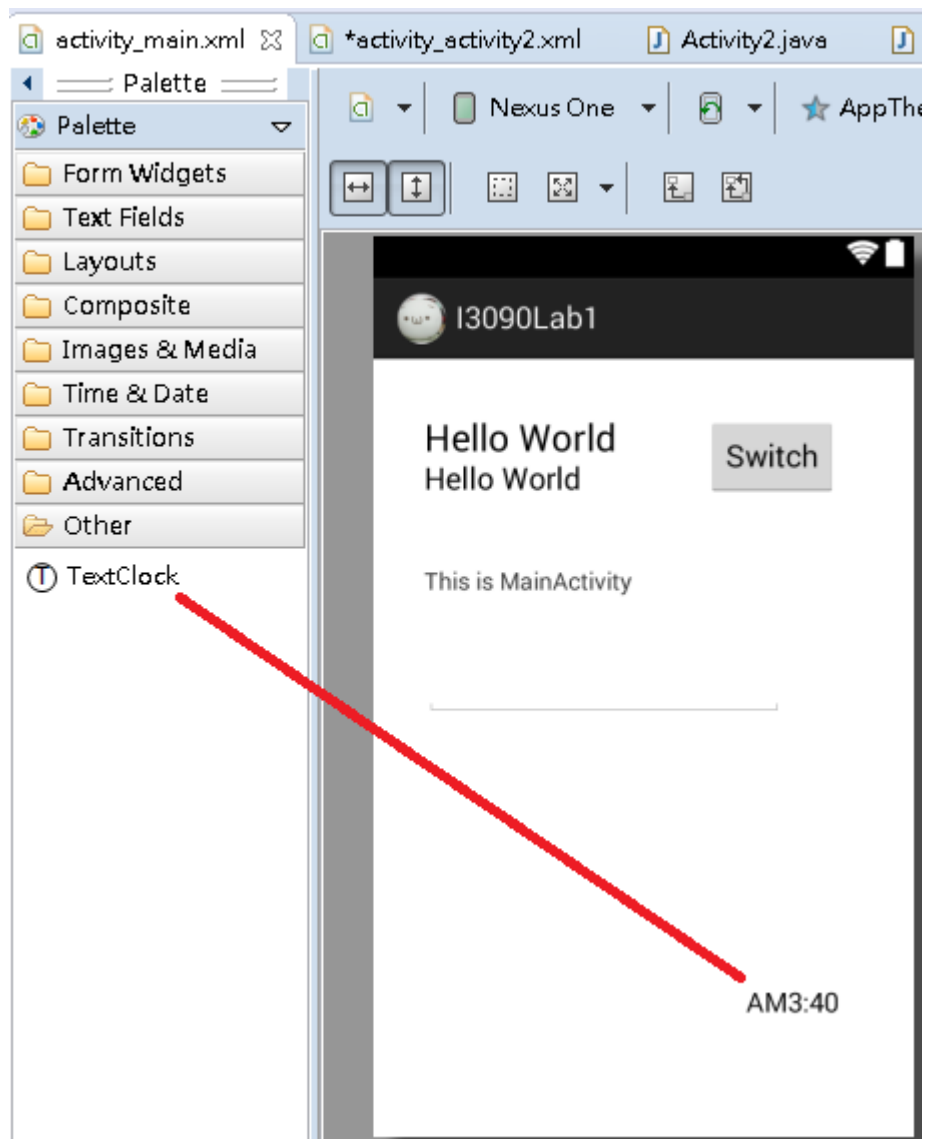 activity_main.xml
*activity_activity2.xml
Activity2.java
Palette
Palette
Form Widgets
Text Fields
Layouts
Composite
Images & Media
Time & Date
Transitions
Advanced
Other
TextClock
Nexus One
AppThe
I3090Lab1
Hello World
Hello World
Switch
This is MainActivity
AM3:40